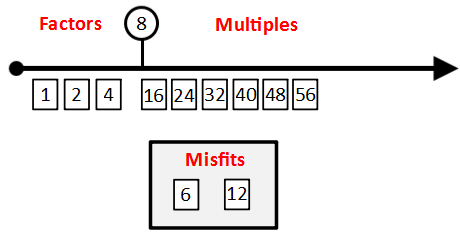 Factors 8 Multiples
1 2 4 16 24 32 40 48 56
Misfits
6 12